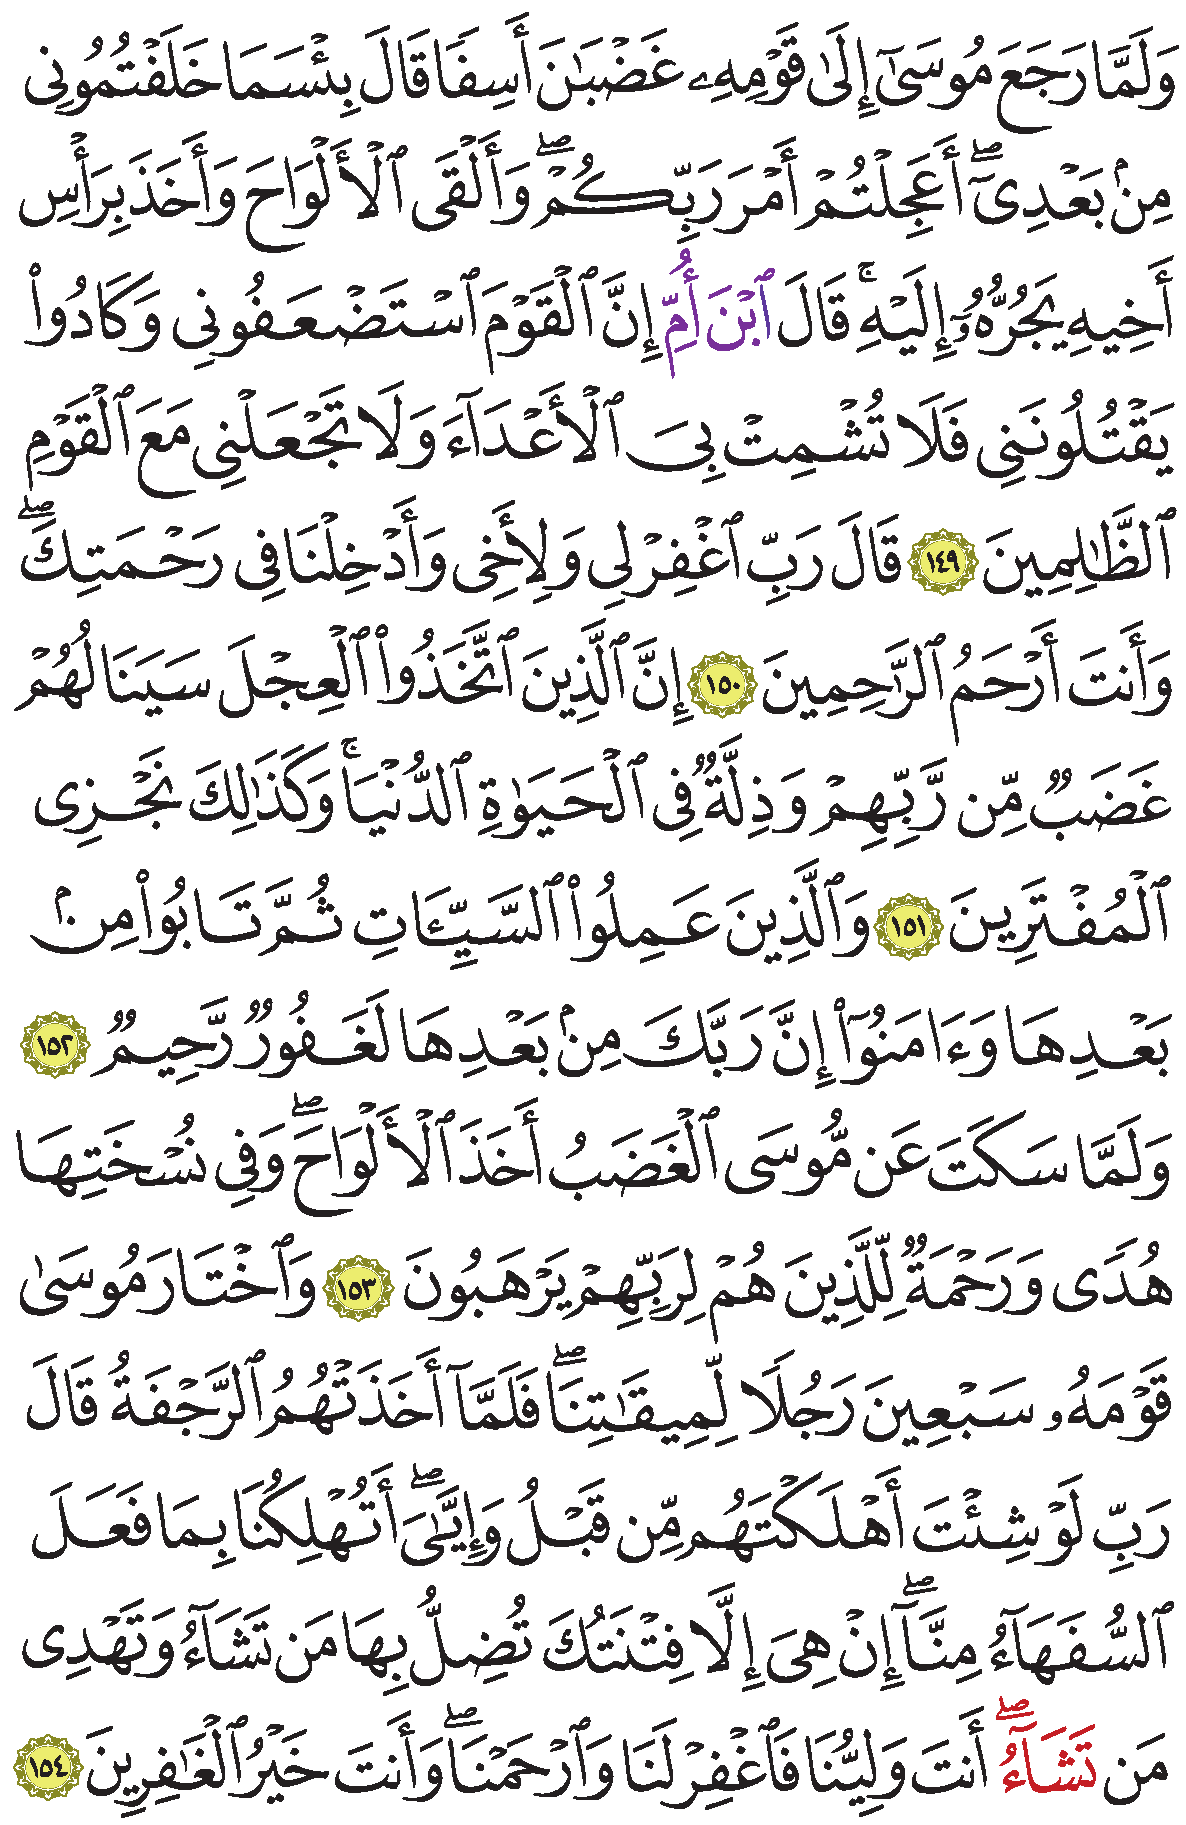 وَلَمَّا رَجَعَ مُوسَىٰٓ إِلَىٰ قَوْمِهِۦ غَضْبَٰنَ أَسِفٗا قَالَ بِئْسَمَا خَلَفْتُمُونِي
مِنۢ بَعْدِيٓۖ أَعَجِلْتُمْ أَمْرَ رَبِّكُمْۖ وَأَلْقَى ٱلْأَلْوَاحَ وَأَخَذَ بِرَأْسِ
أَخِيهِ يَجُرُّهُۥٓ إِلَيْهِۚ قَالَ ٱبْنَ أُمِّ إِنَّ ٱلْقَوْمَ ٱسْتَضْعَفُونِي وَكَادُوا۟
يَقْتُلُونَنِي فَلَا تُشْمِتْ بِيَ ٱلْأَعْدَآءَ وَلَا تَجْعَلْنِي مَعَ ٱلْقَوْمِ
ٱلظَّٰلِمِينَ ١٤٩ قَالَ رَبِّ ٱغْفِرْ لِي وَلِأَخِي وَأَدْخِلْنَا فِي رَحْمَتِكَۖ
وَأَنتَ أَرْحَمُ ٱلرَّٰحِمِينَ ١٥٠ إِنَّ ٱلَّذِينَ ٱتَّخَذُوا۟ ٱلْعِجْلَ سَيَنَالُهُمْ
غَضَبٞ مِّن رَّبِّهِمْ وَذِلَّةٞ فِي ٱلْحَيَوٰةِ ٱلدُّنْيَاۚ وَكَذَٰلِكَ نَجْزِي
ٱلْمُفْتَرِينَ ١٥١ وَٱلَّذِينَ عَمِلُوا۟ ٱلسَّيِّـَٔاتِ ثُمَّ تَابُوا۟ مِنۢ
بَعْدِهَا وَءَامَنُوٓا۟ إِنَّ رَبَّكَ مِنۢ بَعْدِهَا لَغَفُورٞ رَّحِيمٞ ١٥٢
وَلَمَّا سَكَتَ عَن مُّوسَى ٱلْغَضَبُ أَخَذَ ٱلْأَلْوَاحَۖ وَفِي نُسْخَتِهَا
هُدٗى وَرَحْمَةٞ لِّلَّذِينَ هُمْ لِرَبِّهِمْ يَرْهَبُونَ ١٥٣ وَٱخْتَارَ مُوسَىٰ
قَوْمَهُۥ سَبْعِينَ رَجُلٗا لِّمِيقَٰتِنَاۖ فَلَمَّآ أَخَذَتْهُمُ ٱلرَّجْفَةُ قَالَ
رَبِّ لَوْ شِئْتَ أَهْلَكْتَهُم مِّن قَبْلُ وَإِيَّٰيَۖ أَتُهْلِكُنَا بِمَا فَعَلَ
ٱلسُّفَهَآءُ مِنَّآۖ إِنْ هِيَ إِلَّا فِتْنَتُكَ تُضِلُّ بِهَا مَن تَشَآءُ وَتَهْدِي
مَن تَشَآءُۖ أَنتَ وَلِيُّنَا فَٱغْفِرْ لَنَا وَٱرْحَمْنَاۖ وَأَنتَ خَيْرُ ٱلْغَٰفِرِينَ ١٥٤